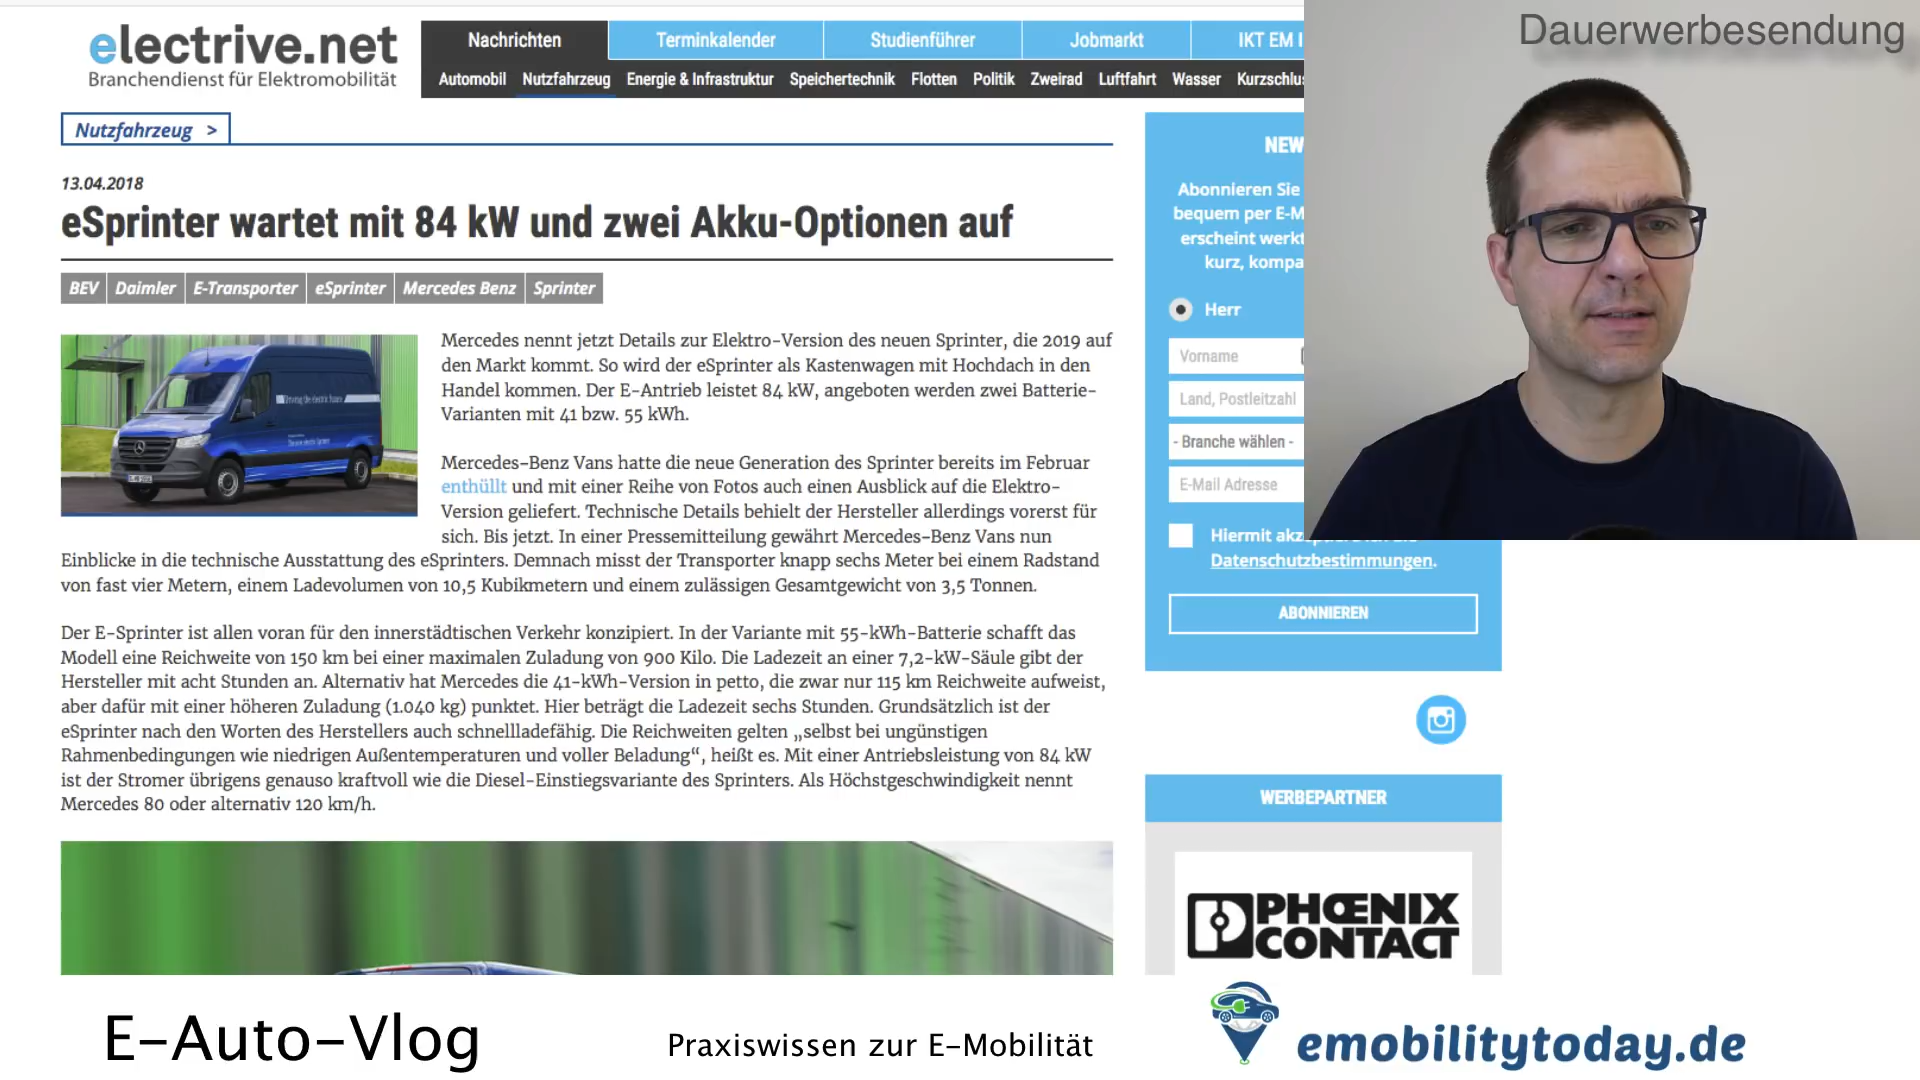 electrive.net
Branchendienst für Elektromobilität
Nachrichten
Terminkalender
Studienführer
Jobmarkt
IKT EM
Automobil
Nutzfahrzeug
Energie & Infrastruktur
Speichertechnik
Flotten
Politik
Zweirad
Luftfahrt
Wasser
Kurzschlus
Dauerwerbesendung
Nutzfahrzeug >
13.04.2018
eSprinter wartet mit 84 kW und zwei Akku-Optionen auf
BEV
Daimler
E-Transporter
eSprinter
Mercedes Benz
Sprinter
Mercedes nennt jetzt Details zur Elektro-Version des neuen Sprinter, die 2019 auf
den Markt kommt. So wird der eSprinter als Kastenwagen mit Hochdach in den
Handel kommen. Der E-Antrieb leistet 84 kW, angeboten werden zwei Batterie-
Varianten mit 41 bzw. 55 kWh.
Mercedes-Benz Vans hatte die neue Generation des Sprinter bereits im Februar
enthüllt und mit einer Reihe von Fotos auch einen Ausblick auf die Elektro-
Version geliefert. Technische Details behielt der Hersteller allerdings vorerst für
sich. Bis jetzt. In einer Pressemitteilung gewährt Mercedes-Benz Vans nun
Einblicke in die technische Ausstattung des eSprinters. Demnach misst der Transporter knapp sechs Meter bei einem Radstand
von fast vier Metern, einem Ladevolumen von 10,5 Kubikmetern und einem zulässigen Gesamtgewicht von 3,5 Tonnen.
Der E-Sprinter ist allen voran für den innerstädtischen Verkehr konzipiert. In der Variante mit 55-kWh-Batterie schafft das
Modell eine Reichweite von 150 km bei einer maximalen Zuladung von 900 Kilo. Die Ladezeit an einer 7,2-kW-Säule gibt der
Hersteller mit acht Stunden an. Alternativ hat Mercedes die 41-kWh-Version in petto, die zwar nur 115 km Reichweite aufweist,
aber dafür mit einer höheren Zuladung (1.040 kg) punktet. Hier beträgt die Ladezeit sechs Stunden. Grundsätzlich ist der
eSprinter nach den Worten des Herstellers auch schnellladefähig. Die Reichweiten gelten „selbst bei ungünstigen
Rahmenbedingungen wie niedrigen Außentemperaturen und voller Beladung“, heißt es. Mit einer Antriebsleistung von 84 kW
ist der Stromer übrigens genauso kraftvoll wie die Diesel-Einstiegsvariante des Sprinters. Als Höchstgeschwindigkeit nennt
Mercedes 80 oder alternativ 120 km/h.
NEW
Abonnieren Sie
bequem per E-M
erscheint werkt
kurz, kompa
Herr
Vorname
Land, Postleitzahl
- Branche wählen -
E-Mail Adresse
Hiermit
Datenschutzbestimmungen.
ABONNIEREN
WERBEPARTNER
PHŒNIX
CONTACT
E-Auto-Vlog
Praxiswissen zur E-Mobilität
emobilitytoday.de